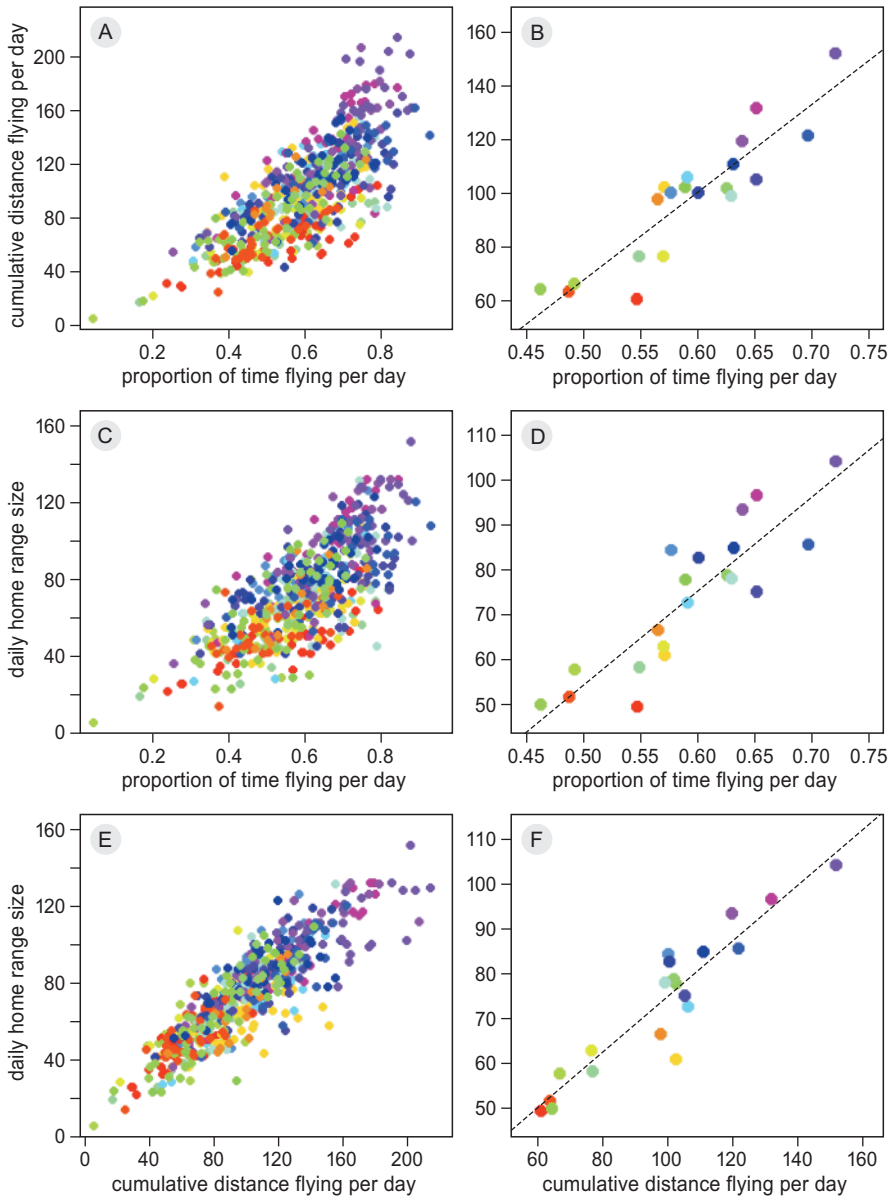 A
cumulative distance flying per day
200
160
120
80
40
0
0.2 0.4 0.6 0.8
proportion of time flying per day
B
160
140
120
100
80
60
0.45 0.50 0.55 0.60 0.65 0.70 0.75
proportion of time flying per day
C
daily home range size
160
120
80
40
0
0.2 0.4 0.6 0.8
proportion of time flying per day
D
110
100
90
80
70
60
50
0.45 0.50 0.55 0.60 0.65 0.70 0.75
proportion of time flying per day
E
daily home range size
160
120
80
40
0
0 40 80 120 160 200
cumulative distance flying per day
F
110
100
90
80
70
60
50
60 80 100 120 140 160
cumulative distance flying per day